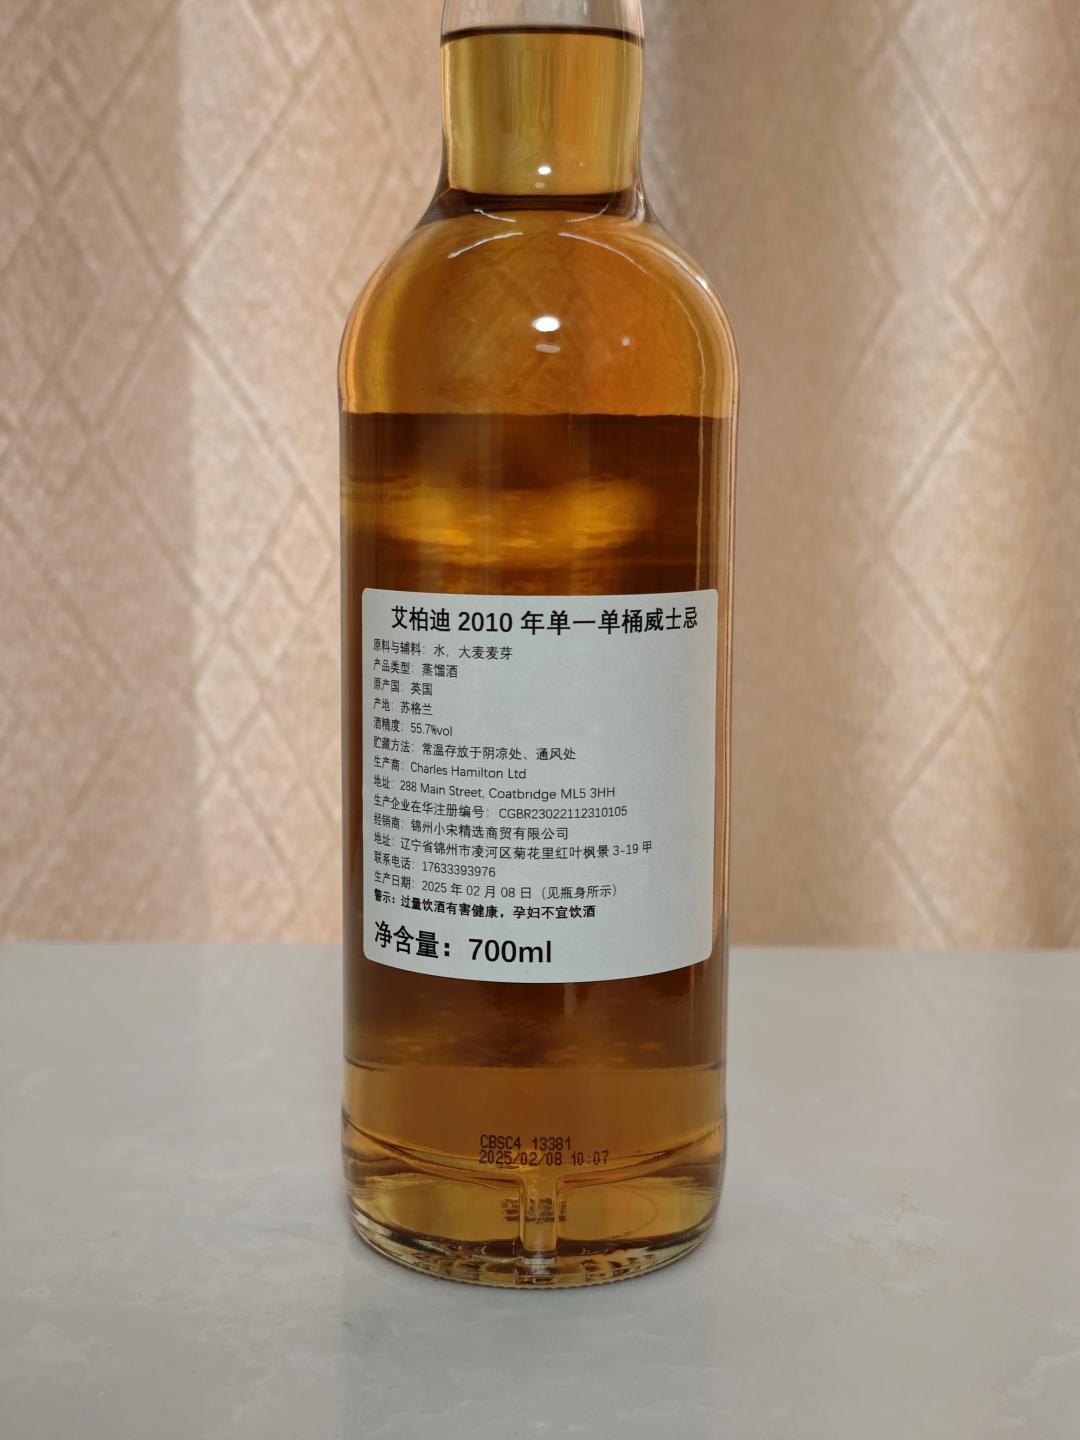 艾柏迪 2010 年单一单桶威士忌
原料与辅料：水，大麦麦芽
产品类型：蒸馏酒
原产国：英国
产地：苏格兰
酒精度：55.7%vol
贮藏方法：常温存放于阴凉处、通风处
生产商：Charles Hamilton Ltd
地址：288 Main Street, Coatbridge ML5 3HH
生产企业在华注册编号：CGBR23022112310105
经销商：锦州小宋精选商贸有限公司
地址：辽宁省锦州市凌河区菊花里红叶枫景 3-19 甲
联系电话：17633393976
生产日期：2025 年 02 月 08 日（见瓶身所示）
警示：过量饮酒有害健康，孕妇不宜饮酒
净含量：700ml
CBSC4 13381
2025/02/08 10:07